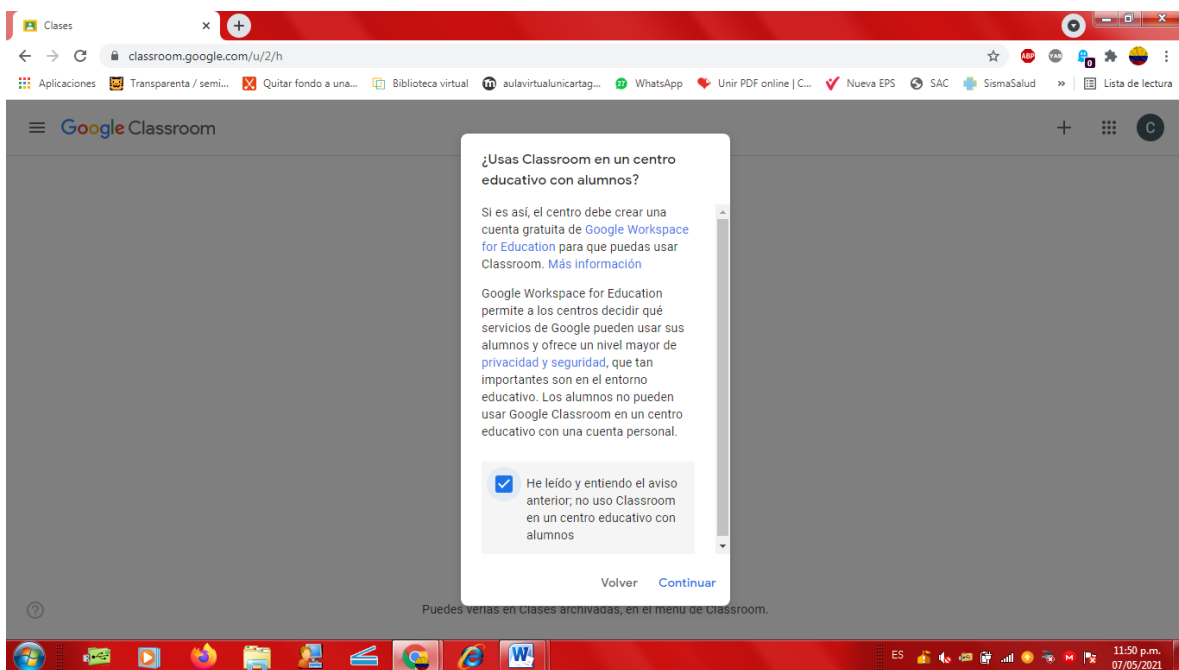 Clases
classroom.google.com/u/2/h
ABP
YAR
0
Aplicaciones
Transparenta / semi...
Quitar fondo a una...
Biblioteca virtual
aulavirtualunicartag...
WhatsApp
Unir PDF online | C...
Nueva EPS
SAC
SismaSalud
»
Lista de lectura
Google Classroom
C
¿Usas Classroom en un centro
educativo con alumnos?
Si es así, el centro debe crear una
cuenta gratuita de Google Workspace
for Education para que puedas usar
Classroom. Más información
Google Workspace for Education
permite a los centros decidir qué
servicios de Google pueden usar sus
alumnos y ofrece un nivel mayor de
privacidad y seguridad, que tan
importantes son en el entorno
educativo. Los alumnos no pueden
usar Google Classroom en un centro
educativo con una cuenta personal.
He leído y entiendo el aviso
anterior; no uso Classroom
en un centro educativo con
alumnos
Volver Continuar
Puedes verlas en Clases archivadas, en el menú de Classroom.
W
ES
11:50 p.m.
07/05/2021